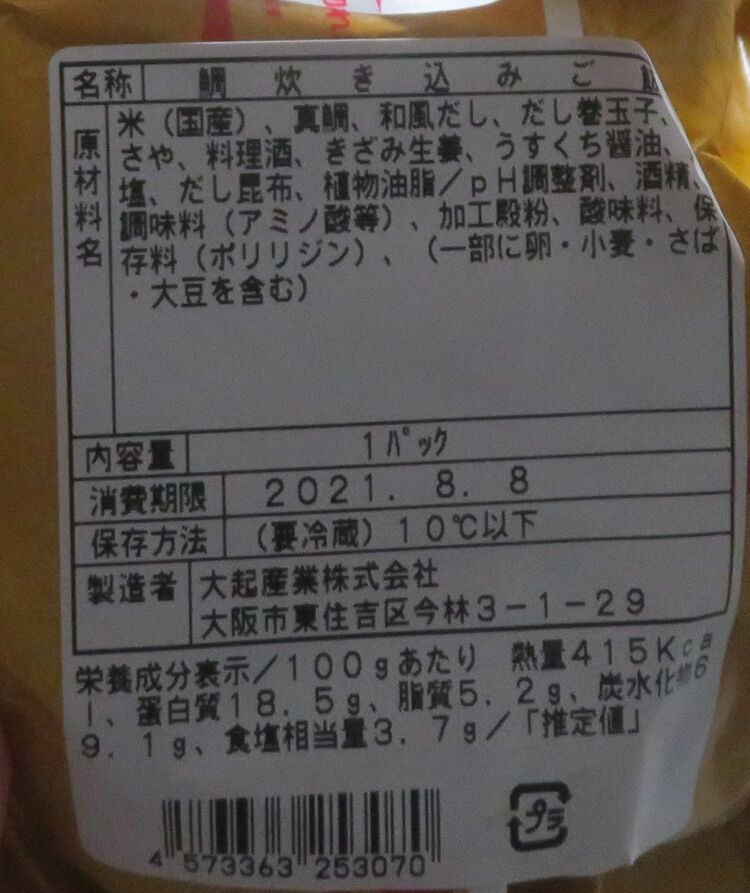 名称 鯛炊き込みご飯
原材料名 米（国産）、真鯛、和風だし、だし巻玉子、
さや、料理酒、きざみ生姜、うすくち醤油、
塩、だし昆布、植物油脂／ｐＨ調整剤、酒精、
調味料（アミノ酸等）、加工殿粉、酸味料、保
存料（ポリリジン）、（一部に卵・小麦・さば
・大豆を含む）
内容量 1パック
消費期限 2021. 8. 8
保存方法 （要冷蔵）10℃以下
製造者 大起産業株式会社
大阪市東住吉区今林3-1-29
栄養成分表示／100gあたり 熱量415Kca
l、蛋白質18.5g、脂質5.2g、炭水化物6
9.1g、食塩相当量3.7g／「推定値」
プラ
4 573363 253070